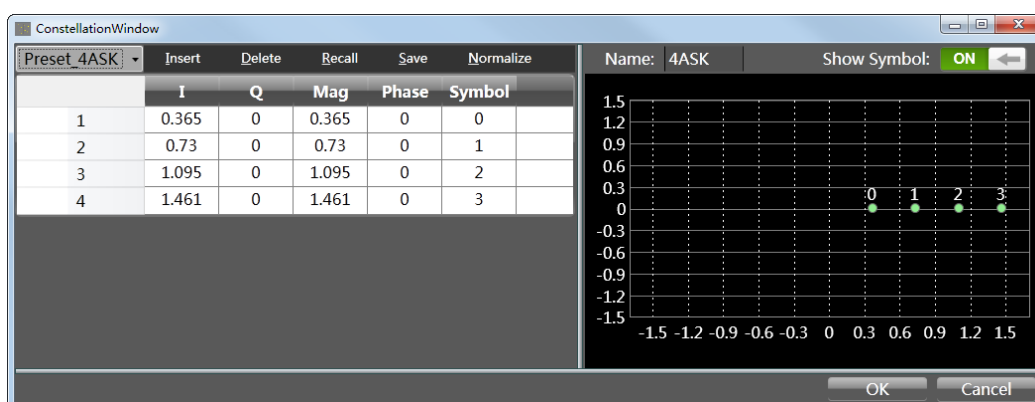 ConstellationWindow
Preset_4ASK Insert Delete Recall Save Normalize
I Q Mag Phase Symbol
1 0.365 0 0.365 0 0
2 0.73 0 0.73 0 1
3 1.095 0 1.095 0 2
4 1.461 0 1.461 0 3
Name: 4ASK Show Symbol: ON
1.5
1.2
0.9
0.6
0.3
0 1 2 3
0
-0.3
-0.6
-0.9
-1.2
-1.5
-1.5 -1.2 -0.9 -0.6 -0.3 0 0.3 0.6 0.9 1.2 1.5
OK Cancel